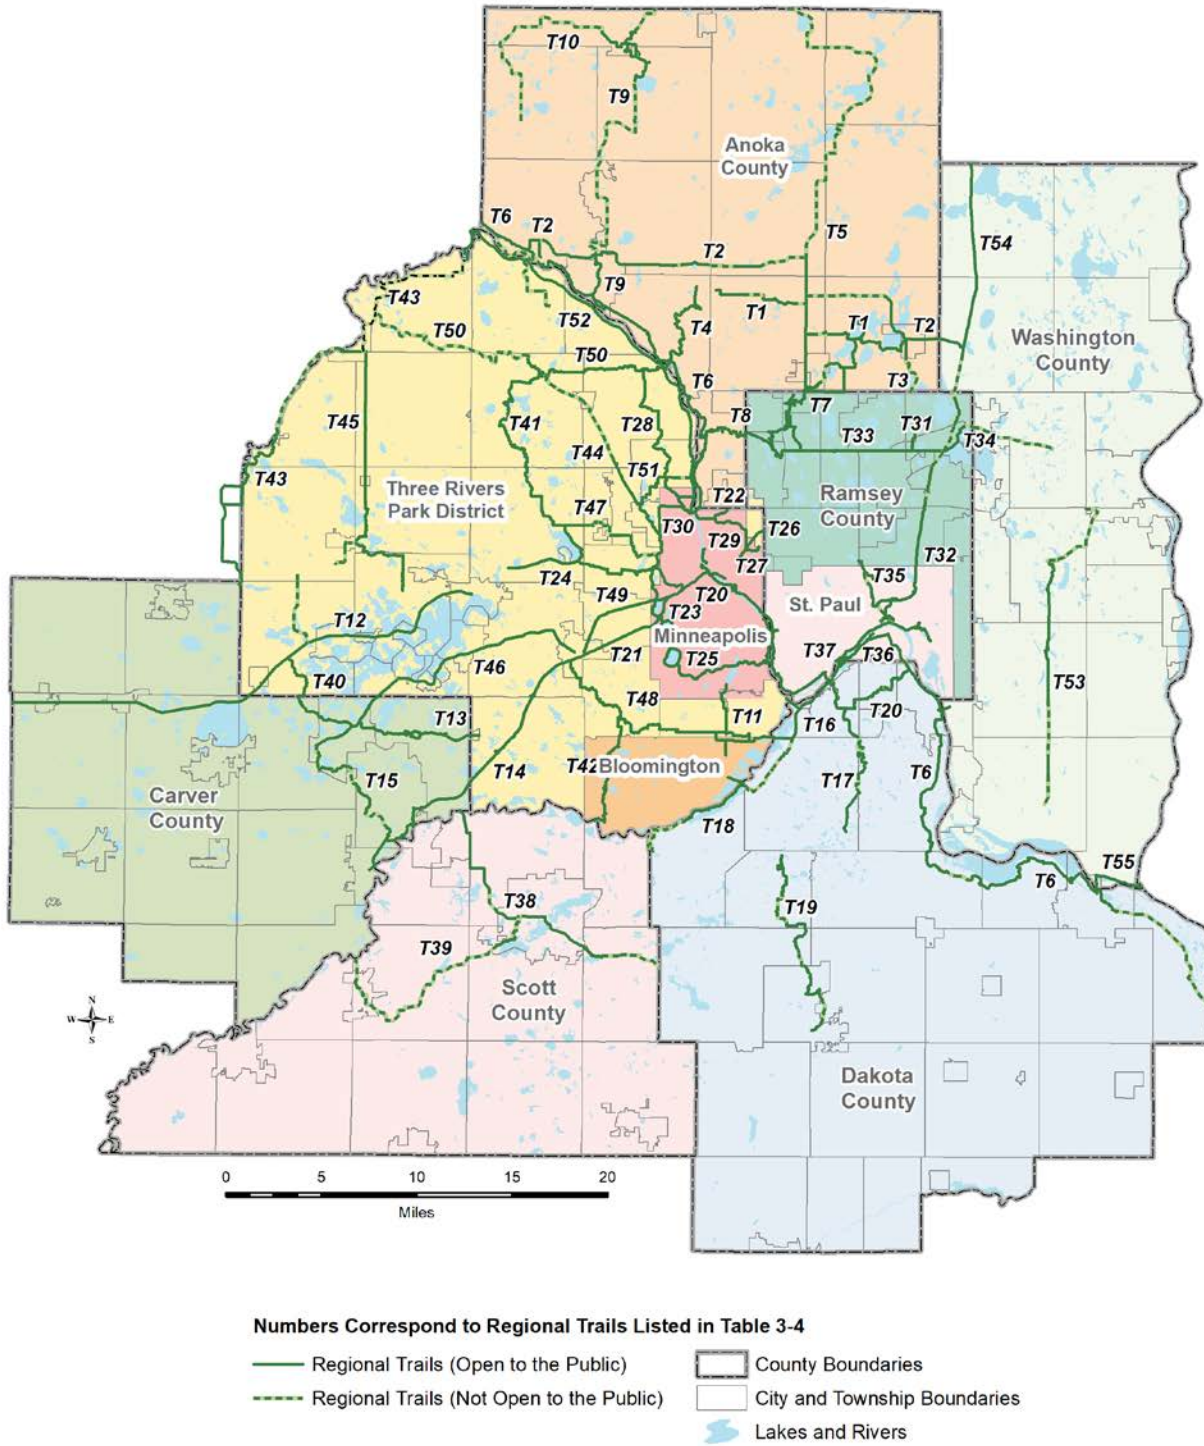 T10
T9
Anoka
County
T6
T2
T2
T5
T54
T9
T43
T1
T52
T4
T1
T2
T50
Washington
County
T50
T6
T3
T45
T41
T28
T8
T7
T31
T33
T34
T44
T43
T51
Three Rivers
Park District
T22
Ramsey
County
T47
T30
T26
T29
T27
T32
T24
T49
T20
T35
T12
T23
St. Paul
Minneapolis
T37
T36
T21
T25
T46
T40
T53
T48
T11
T20
T13
T16
T14
T42
Bloomington
T15
T17
T6
Carver
County
T18
T55
T6
T38
T19
T39
Scott
County
N
W E
S
Dakota
County
0 5 10 15 20
Miles
Numbers Correspond to Regional Trails Listed in Table 3-4
Regional Trails (Open to the Public)
County Boundaries
Regional Trails (Not Open to the Public)
City and Township Boundaries
Lakes and Rivers